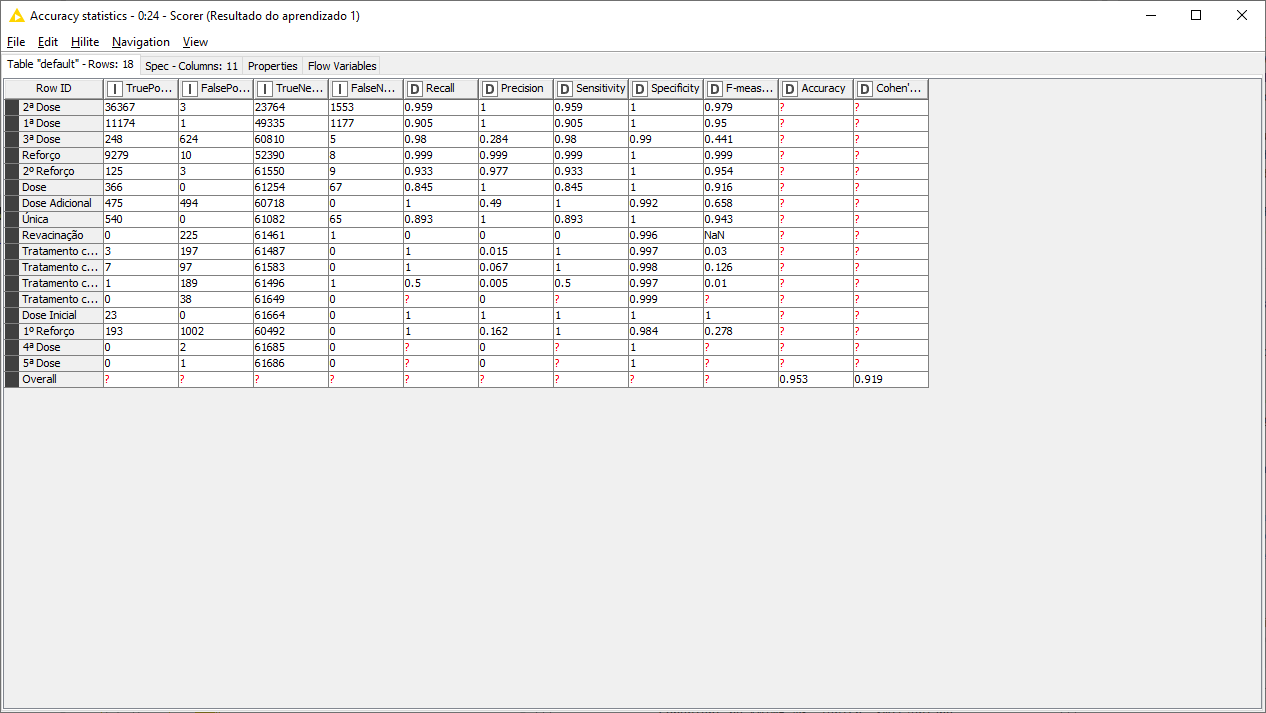 Accuracy statistics - 0:24 - Scorer (Resultado do aprendizado 1)
File Edit Hilite Navigation View
Table "default" - Rows: 18 Spec - Columns: 11 Properties Flow Variables
Row ID I TruePo... I FalsePo... I TrueNe... I FalseN... D Recall D Precision D Sensitivity D Specificity D F-meas... D Accuracy D Cohen'...
2ª Dose 36367 3 23764 1553 0.959 1 0.959 1 0.979 ? ?
1ª Dose 11174 1 49335 1177 0.905 1 0.905 1 0.95 ? ?
3ª Dose 248 624 60810 5 0.98 0.284 0.98 0.99 0.441 ? ?
Reforço 9279 10 52390 8 0.999 0.999 0.999 1 0.999 ? ?
2º Reforço 125 3 61550 9 0.933 0.977 0.933 1 0.954 ? ?
Dose 366 0 61254 67 0.845 1 0.845 1 0.916 ? ?
Dose Adicional 475 494 60718 0 1 0.49 1 0.992 0.658 ? ?
Única 540 0 61082 65 0.893 1 0.893 1 0.943 ? ?
Revacinação 0 225 61461 1 0 0 0 0.996 NaN ? ?
Tratamento c... 3 197 61487 0 1 0.015 1 0.997 0.03 ? ?
Tratamento c... 7 97 61583 0 1 0.067 1 0.998 0.126 ? ?
Tratamento c... 1 189 61496 1 0.5 0.005 0.5 0.997 0.01 ? ?
Tratamento c... 0 38 61649 0 ? 0 ? 0.999 ? ? ?
Dose Inicial 23 0 61664 0 1 1 1 1 1 ? ?
1º Reforço 193 1002 60492 0 1 0.162 1 0.984 0.278 ? ?
4ª Dose 0 2 61685 0 ? 0 ? 1 ? ? ?
5ª Dose 0 1 61686 0 ? 0 ? 1 ? ? ?
Overall ? ? ? ? ? ? ? ? ? 0.953 0.919